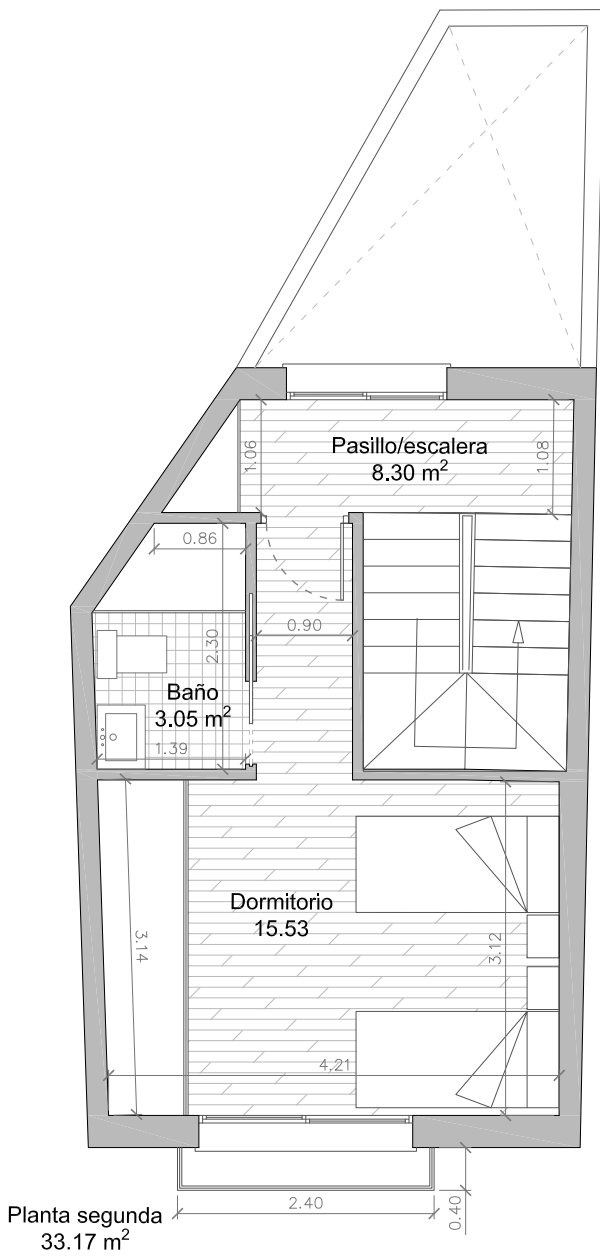 Pasillo/escalera
8.30 m²
1.06
1.08
0.86
0.90
2.30
Baño
3.05 m²
1.39
Dormitorio
15.53
3.14
3.12
4.21
2.40
0.40
Planta segunda
33.17 m²